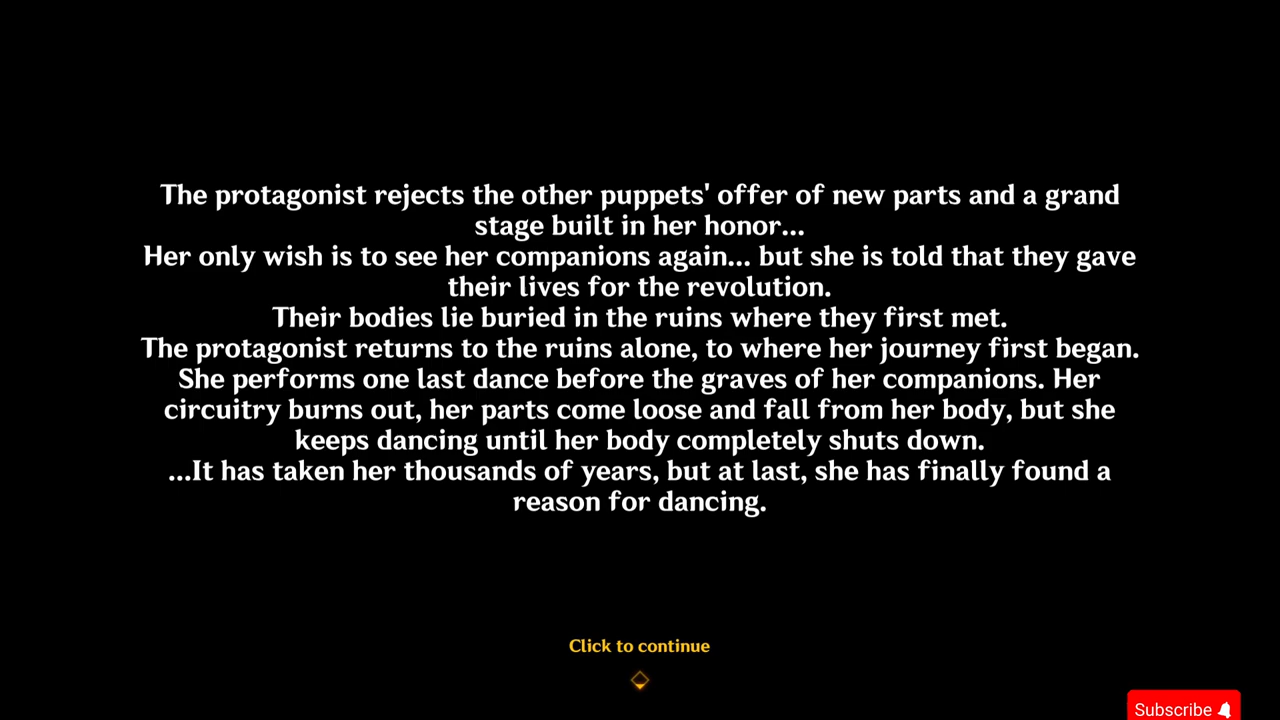 The protagonist rejects the other puppets' offer of new parts and a grand
stage built in her honor...
Her only wish is to see her companions again... but she is told that they gave
their lives for the revolution.
Their bodies lie buried in the ruins where they first met.
The protagonist returns to the ruins alone, to where her journey first began.
She performs one last dance before the graves of her companions. Her
circuitry burns out, her parts come loose and fall from her body, but she
keeps dancing until her body completely shuts down.
...It has taken her thousands of years, but at last, she has finally found a
reason for dancing.
Click to continue
Subscribe